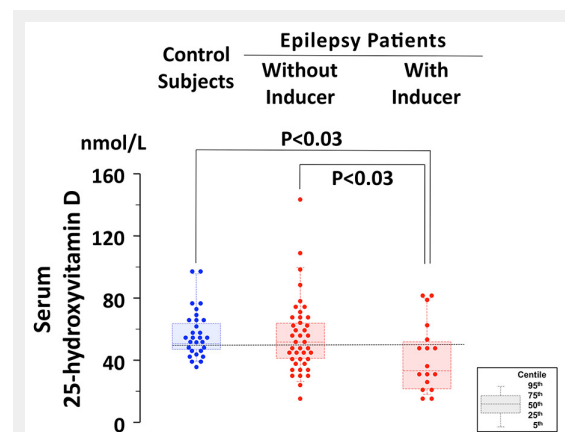 Control
Subjects
Epilepsy Patients
Without
Inducer
With
Inducer
nmol/L
P<0.03
P<0.03
Serum
25-hydroxyvitamin D
160
120
80
40
0
Centile
95th
75th
50th
25th
5th